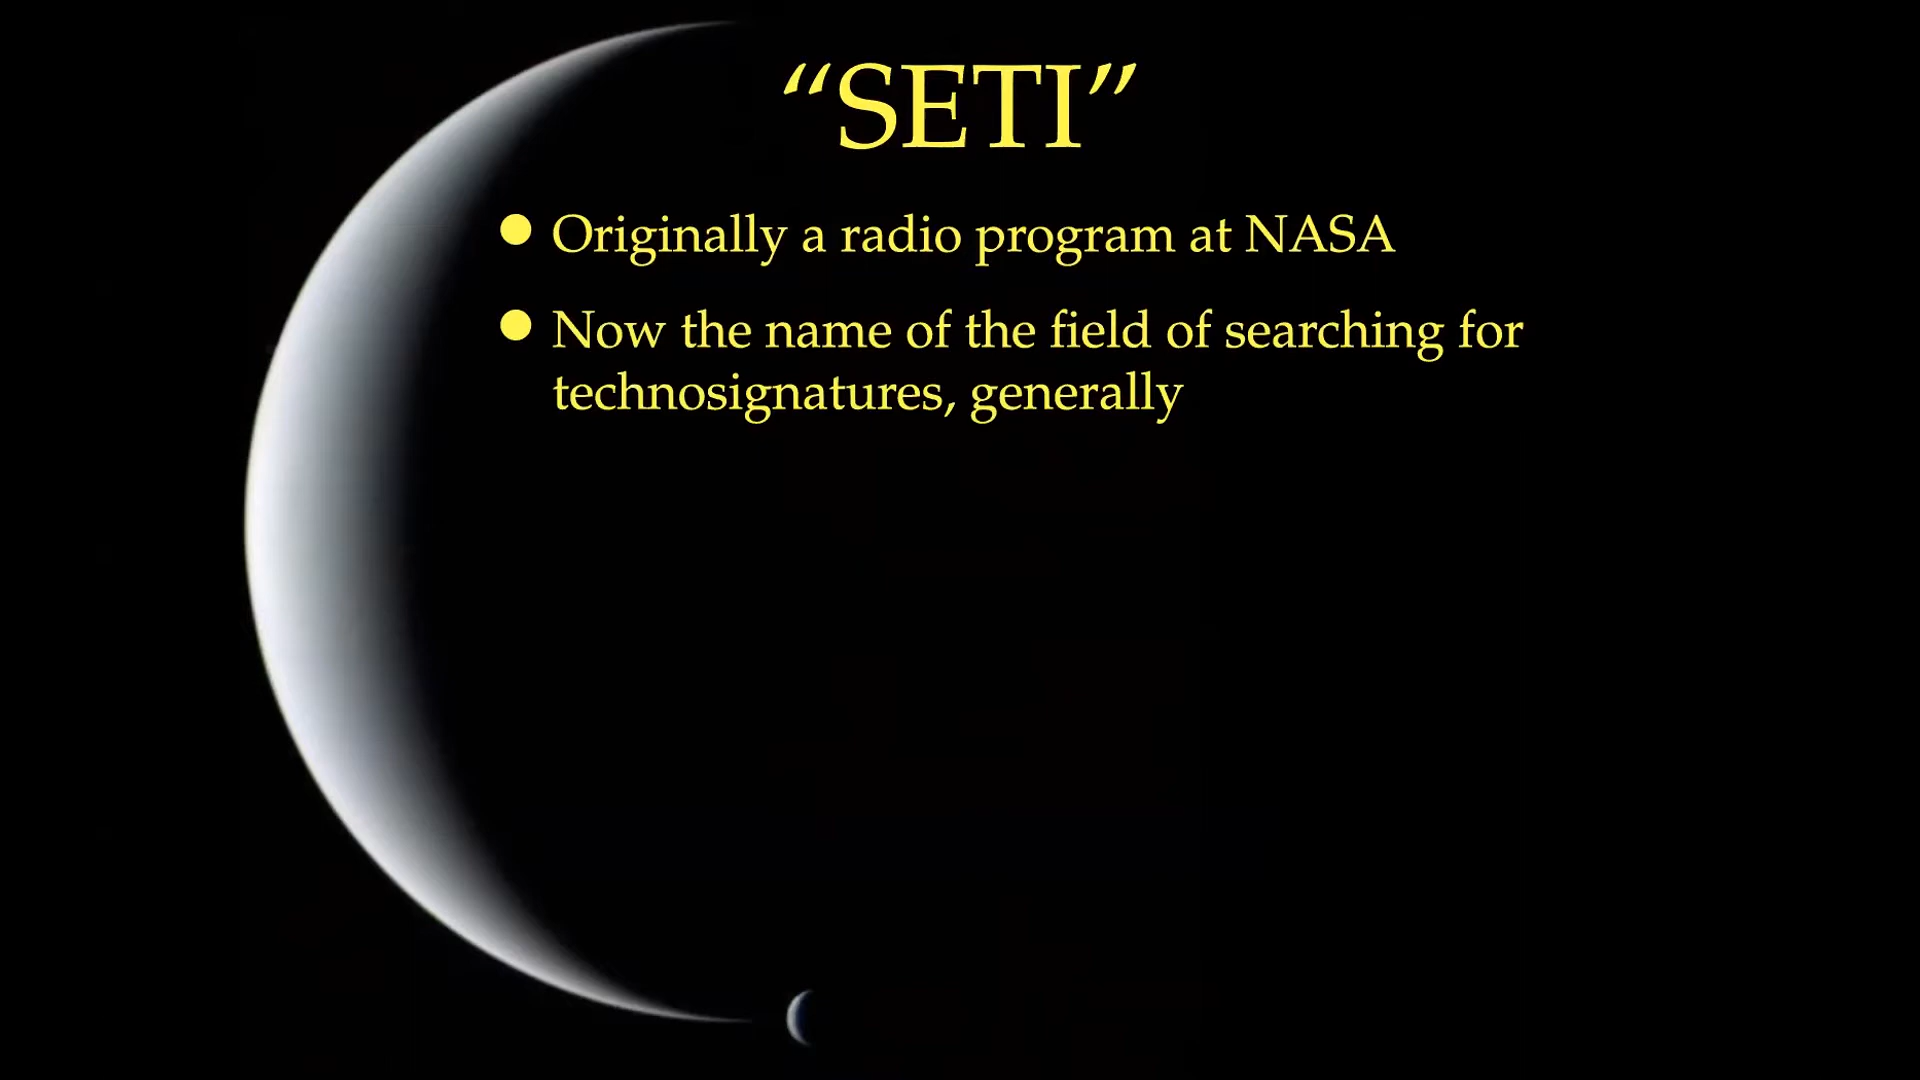 “SETI”
● Originally a radio program at NASA
● Now the name of the field of searching for
technosignatures, generally